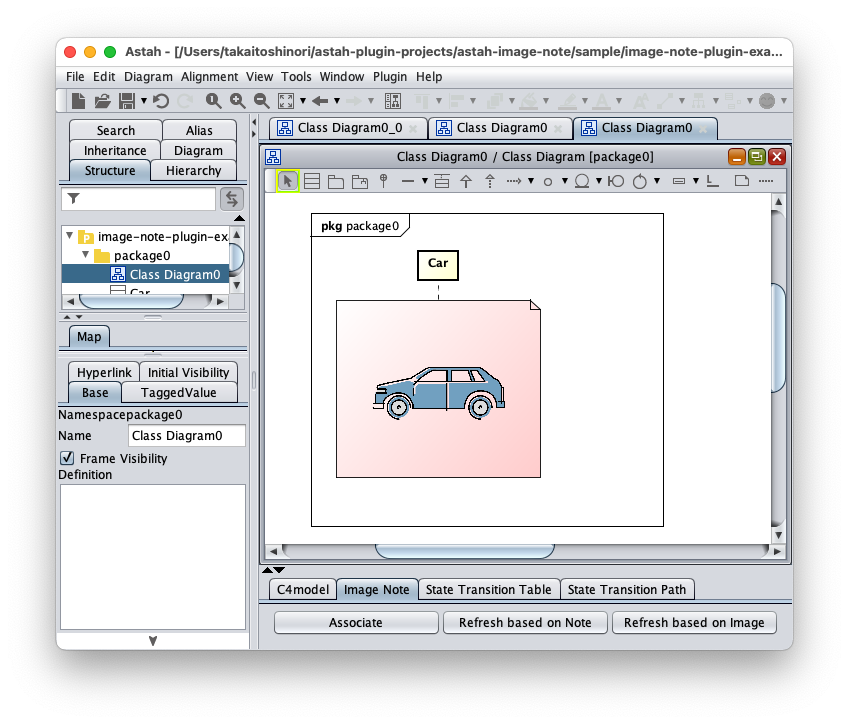 Astah - [/Users/takaitoshinori/astah-plugin-projects/astah-image-note/sample/image-note-plugin-exa...
File Edit Diagram Alignment View Tools Window Plugin Help
Search Alias
Inheritance Diagram
Structure Hierarchy
image-note-plugin-ex
package0
Class Diagram0
Car
Map
Hyperlink Initial Visibility
Base TaggedValue
Namespacepackage0
Name Class Diagram0
Frame Visibility
Definition
Class Diagram0_0 Class Diagram0 Class Diagram0
Class Diagram0 / Class Diagram [package0]
pkg package0
Car
C4model Image Note State Transition Table State Transition Path
Associate Refresh based on Note Refresh based on Image